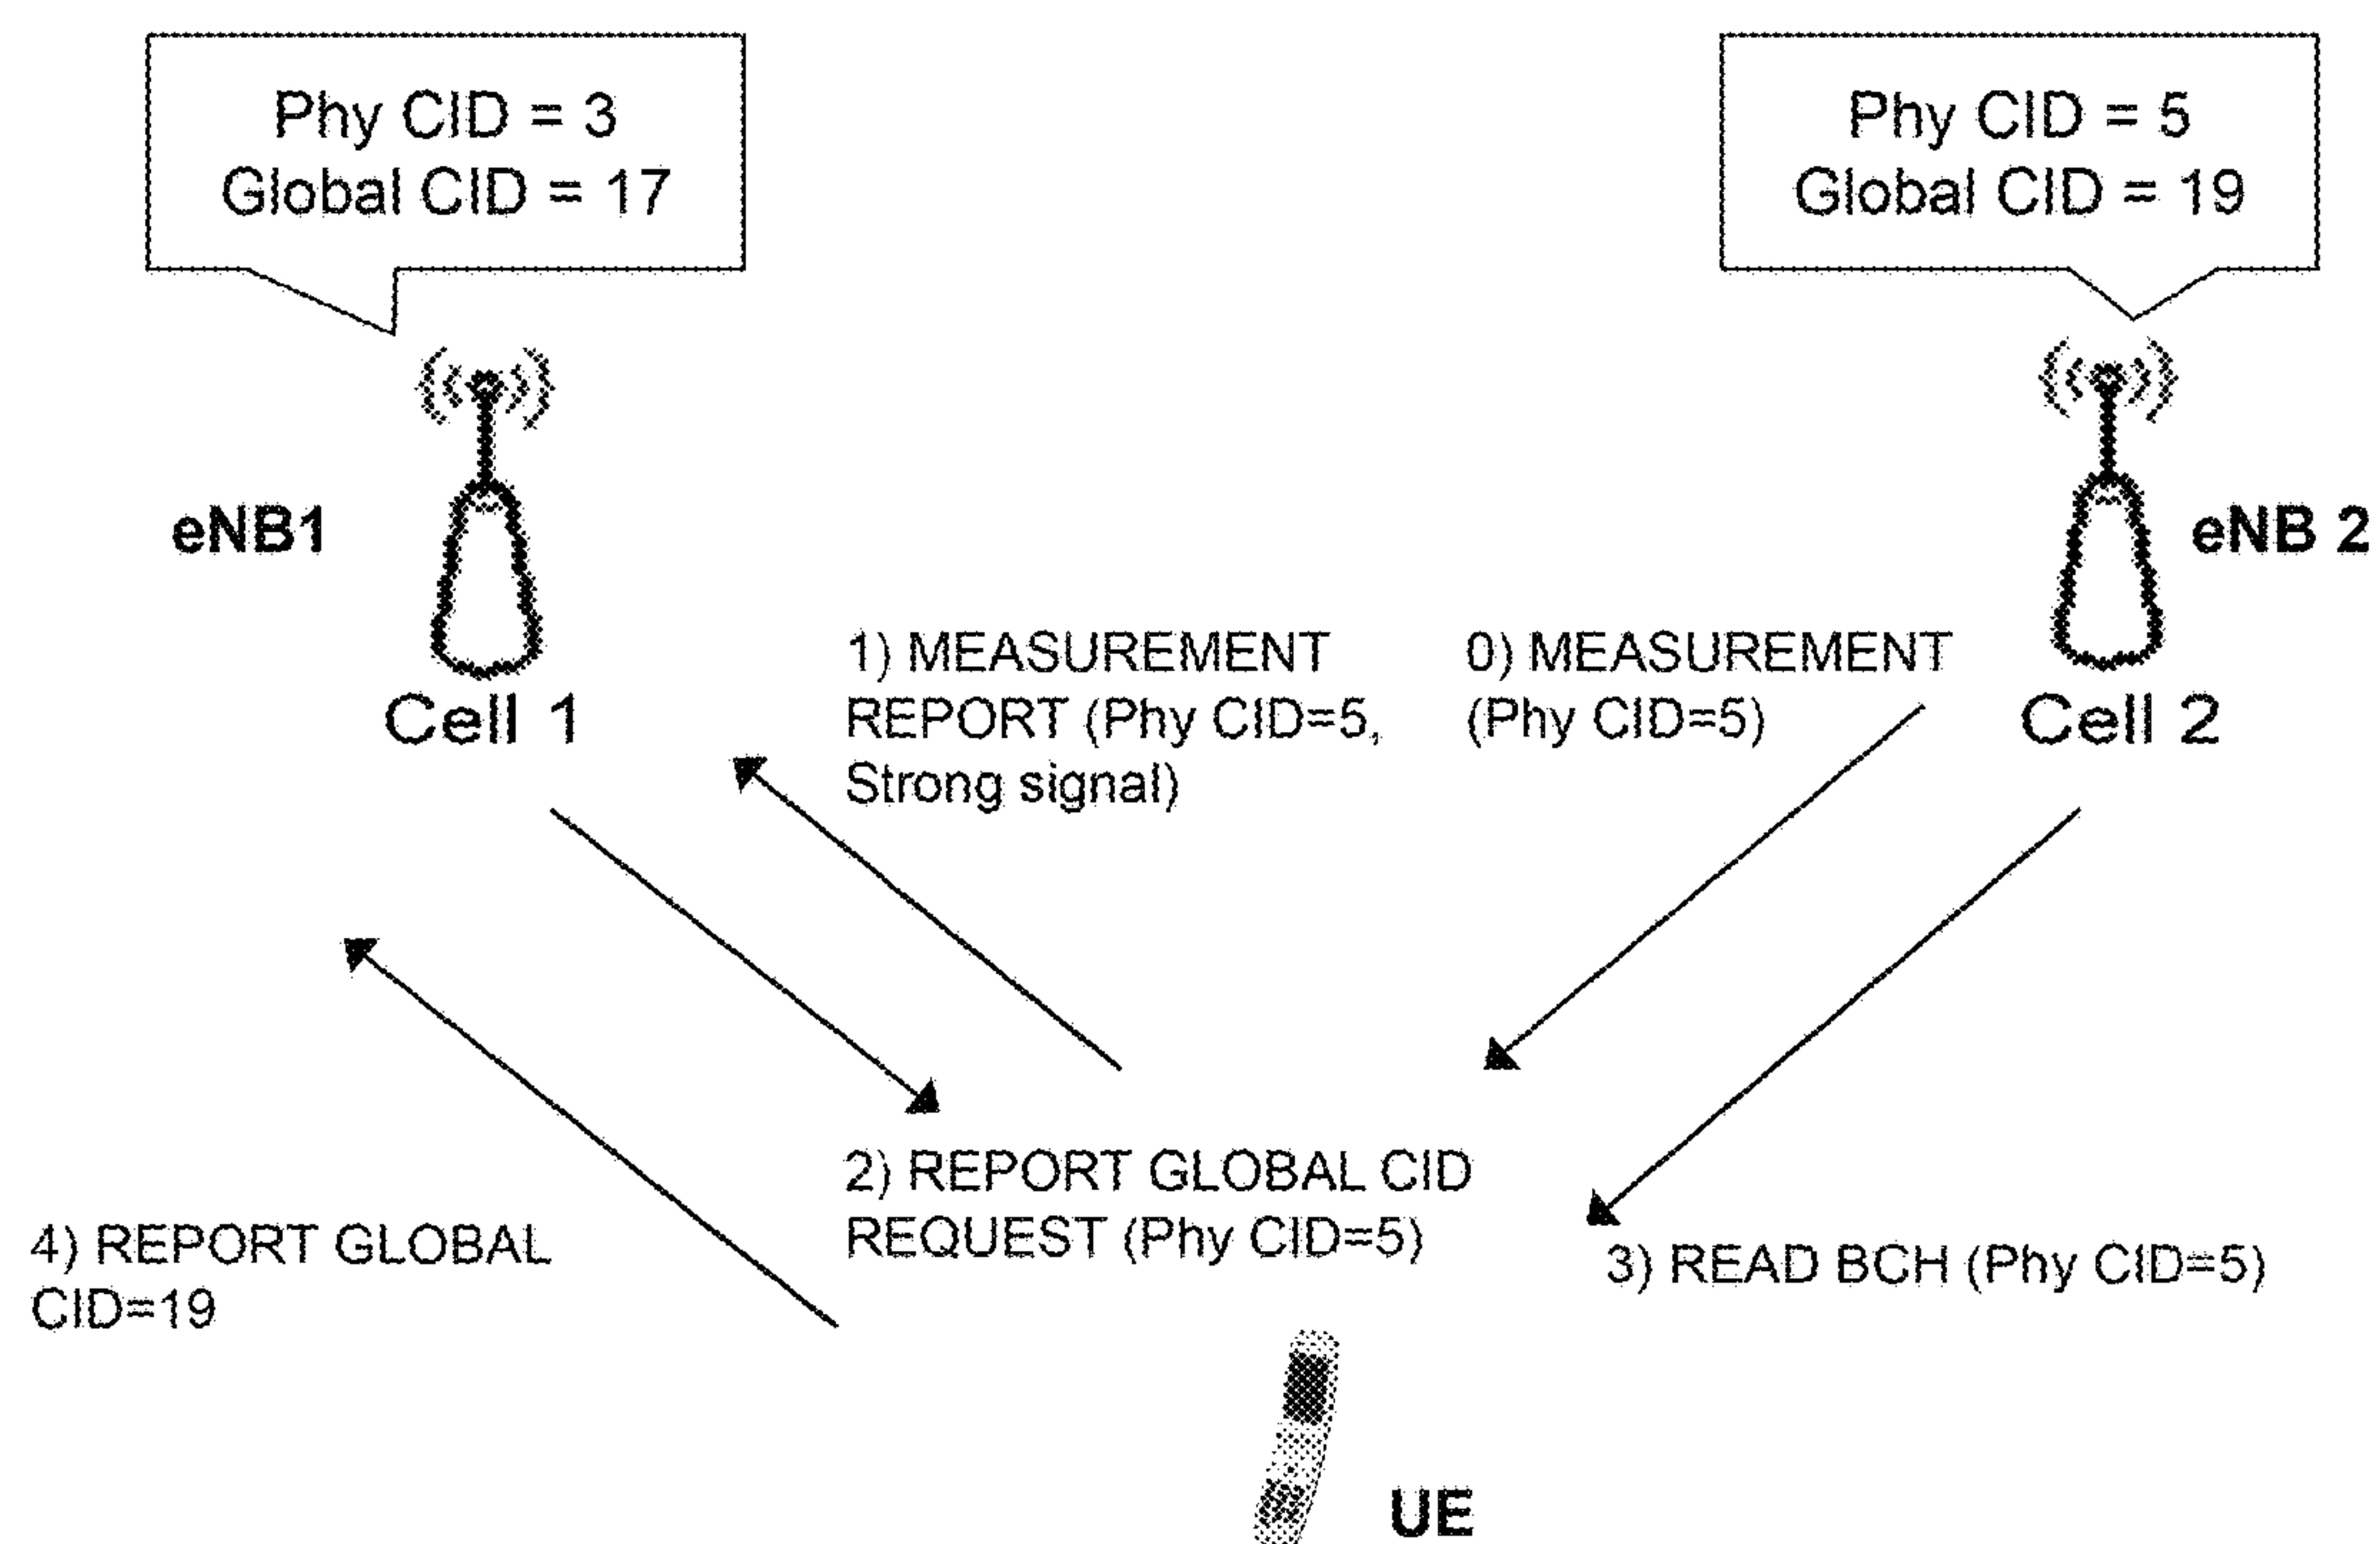 Phy CID = 3
Global CID = 17
Phy CID = 5
Global CID = 19
eNB1
eNB 2
Cell 1
Cell 2
1) MEASUREMENT
REPORT (Phy CID=5,
Strong signal)
0) MEASUREMENT
(Phy CID=5)
2) REPORT GLOBAL CID
REQUEST (Phy CID=5)
4) REPORT GLOBAL
CID=19
3) READ BCH (Phy CID=5)
UE